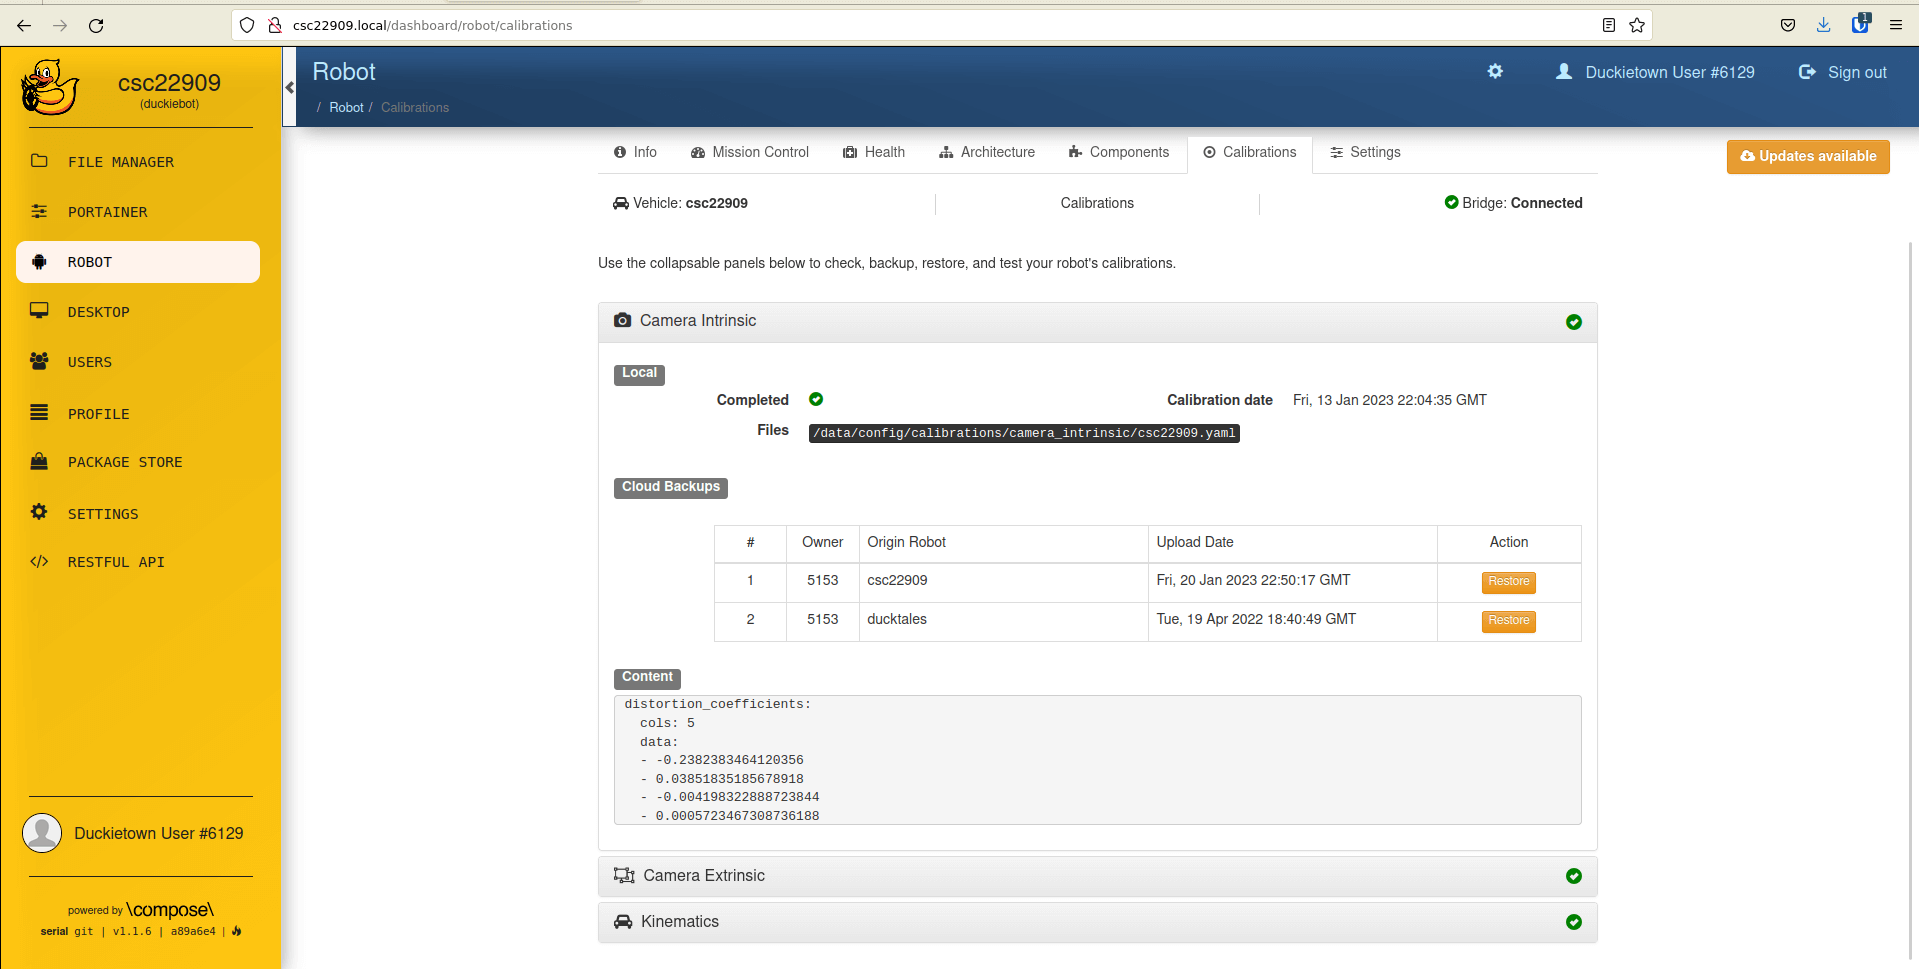 csc22909.local/dashboard/robot/calibrations
1
csc22909
(duckiebot)
FILE MANAGER
PORTAINER
ROBOT
DESKTOP
USERS
PROFILE
PACKAGE STORE
SETTINGS
RESTFUL API
Duckietown User #6129
powered by \compose\
serial git | v1.1.6 | a89a6e4 |
Robot
/ Robot / Calibrations
Duckietown User #6129
Sign out
Info Mission Control Health Architecture Components Calibrations Settings
Updates available
Vehicle: csc22909
Calibrations
Bridge: Connected
Use the collapsable panels below to check, backup, restore, and test your robot's calibrations.
Camera Intrinsic
Local
Completed
Calibration date Fri, 13 Jan 2023 22:04:35 GMT
Files /data/config/calibrations/camera_intrinsic/csc22909.yaml
Cloud Backups
# Owner Origin Robot Upload Date Action
1 5153 csc22909 Fri, 20 Jan 2023 22:50:17 GMT Restore
2 5153 ducktales Tue, 19 Apr 2022 18:40:49 GMT Restore
Content
distortion_coefficients:
cols: 5
data:
- -0.2382383464120356
- 0.03851835185678918
- -0.004198322888723844
- 0.0005723467308736188
Camera Extrinsic
Kinematics